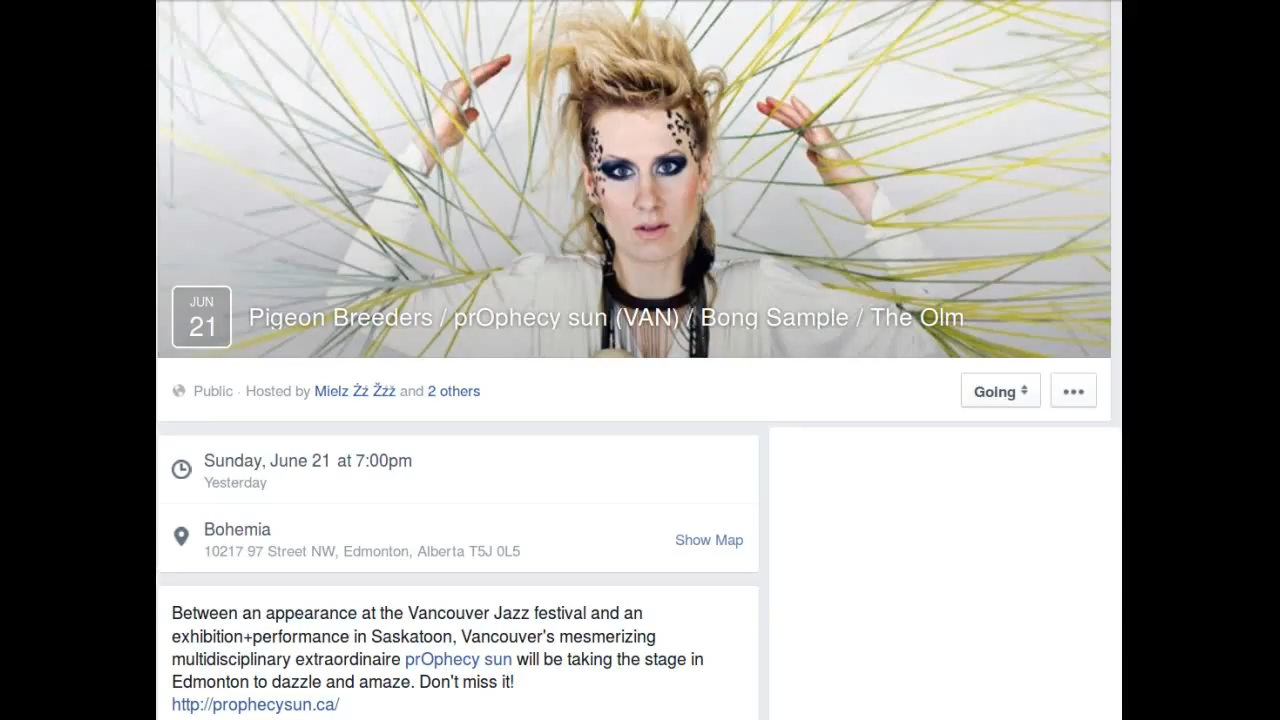 JUN
21
Pigeon Breeders / prOphecy sun (VAN) / Bong Sample / The Olm
Public · Hosted by Mielz Żź Žźż and 2 others
Going
Sunday, June 21 at 7:00pm
Yesterday
Bohemia
10217 97 Street NW, Edmonton, Alberta T5J 0L5
Show Map
Between an appearance at the Vancouver Jazz festival and an
exhibition+performance in Saskatoon, Vancouver's mesmerizing
multidisciplinary extraordinaire prOphecy sun will be taking the stage in
Edmonton to dazzle and amaze. Don't miss it!
http://prophecysun.ca/